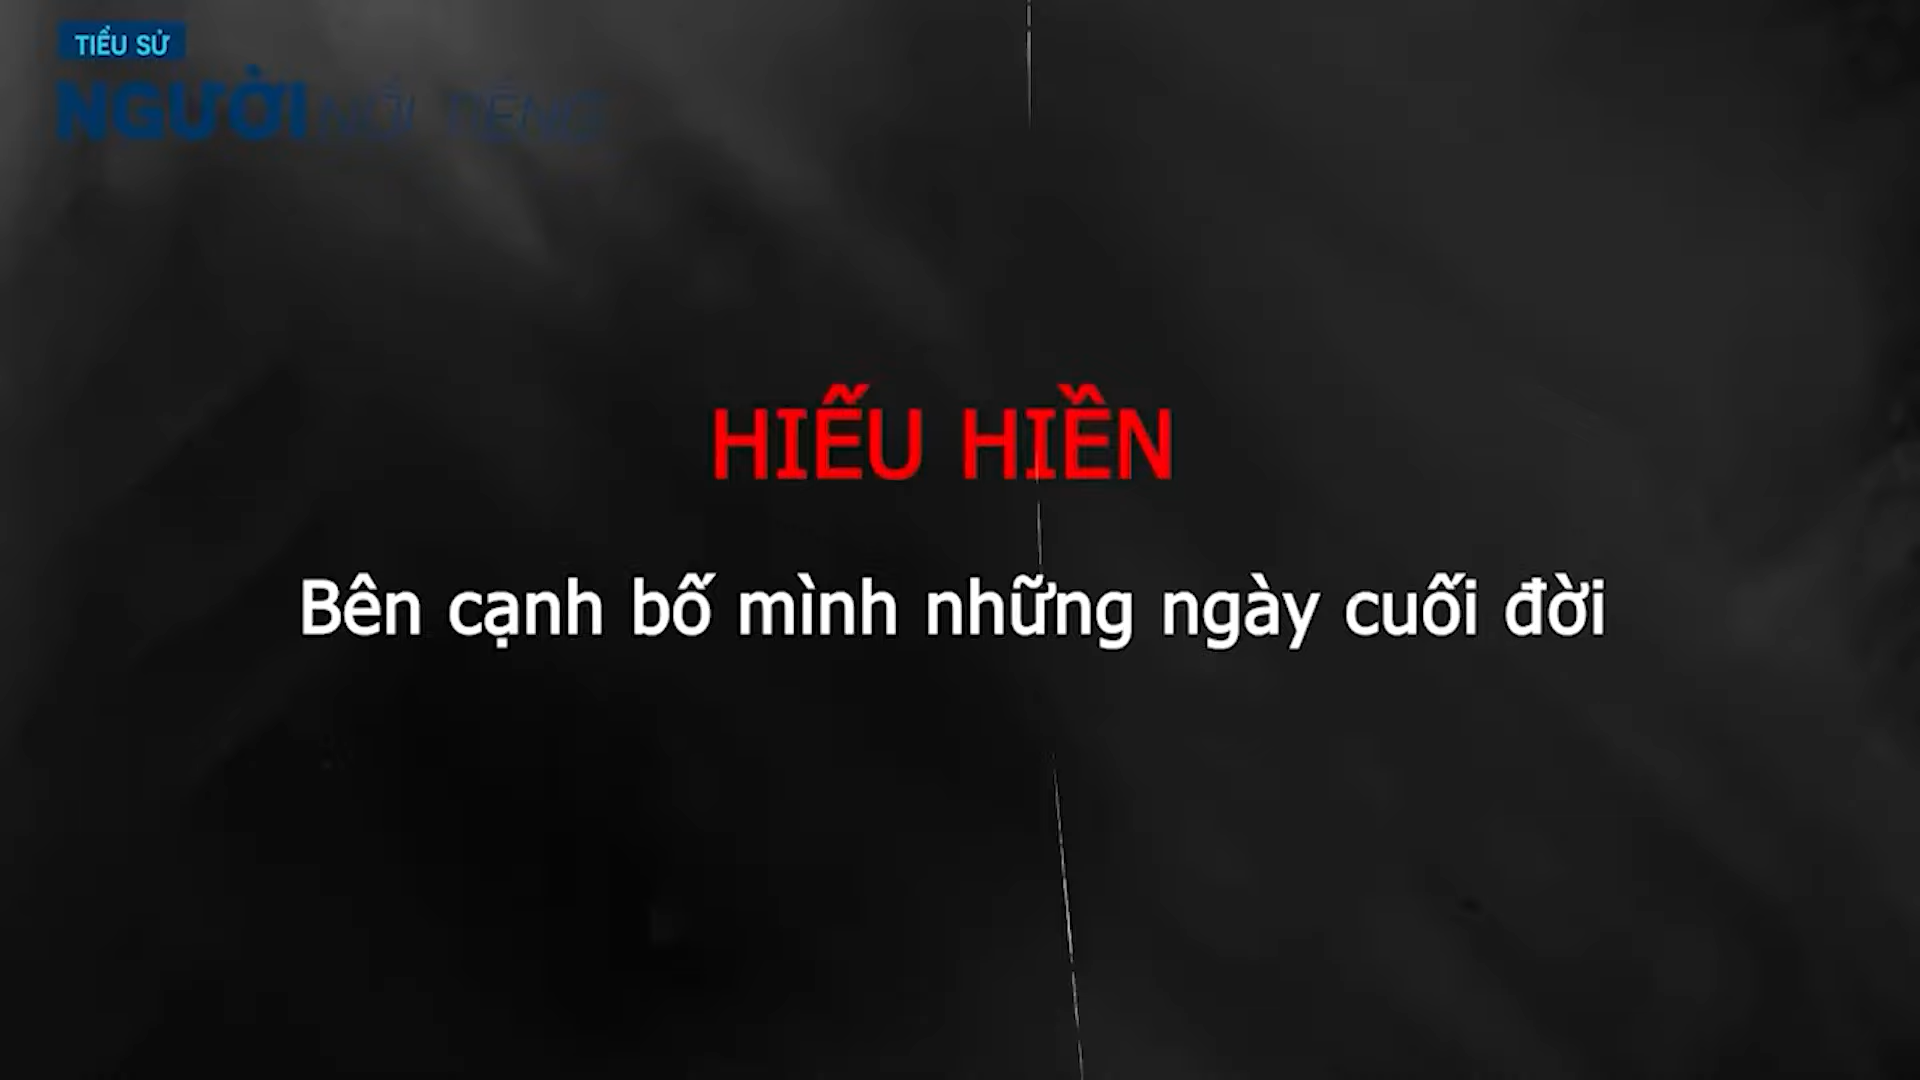 TIỂU SỬ
NGƯỜI NỔI TIẾNG
HIẾU HIỀN
Bên cạnh bố mình những ngày cuối đời